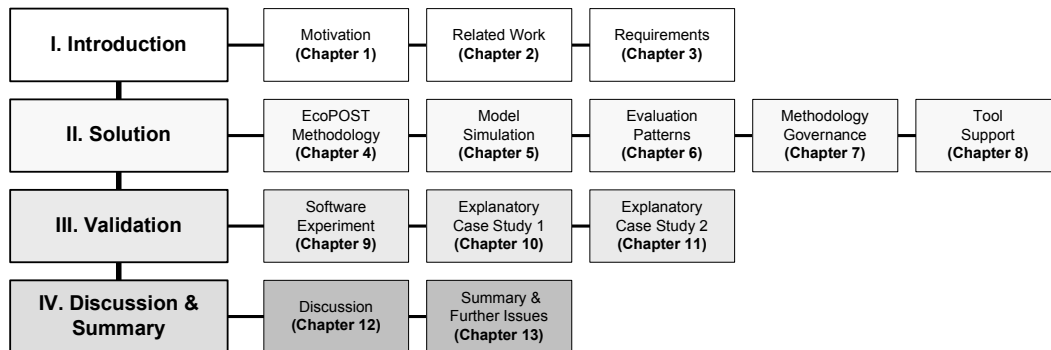 I. Introduction
Motivation
(Chapter 1)
Related Work
(Chapter 2)
Requirements
(Chapter 3)
II. Solution
EcoPOST
Methodology
(Chapter 4)
Model
Simulation
(Chapter 5)
Evaluation
Patterns
(Chapter 6)
Methodology
Governance
(Chapter 7)
Tool
Support
(Chapter 8)
III. Validation
Software
Experiment
(Chapter 9)
Explanatory
Case Study 1
(Chapter 10)
Explanatory
Case Study 2
(Chapter 11)
IV. Discussion &
Summary
Discussion
(Chapter 12)
Summary &
Further Issues
(Chapter 13)